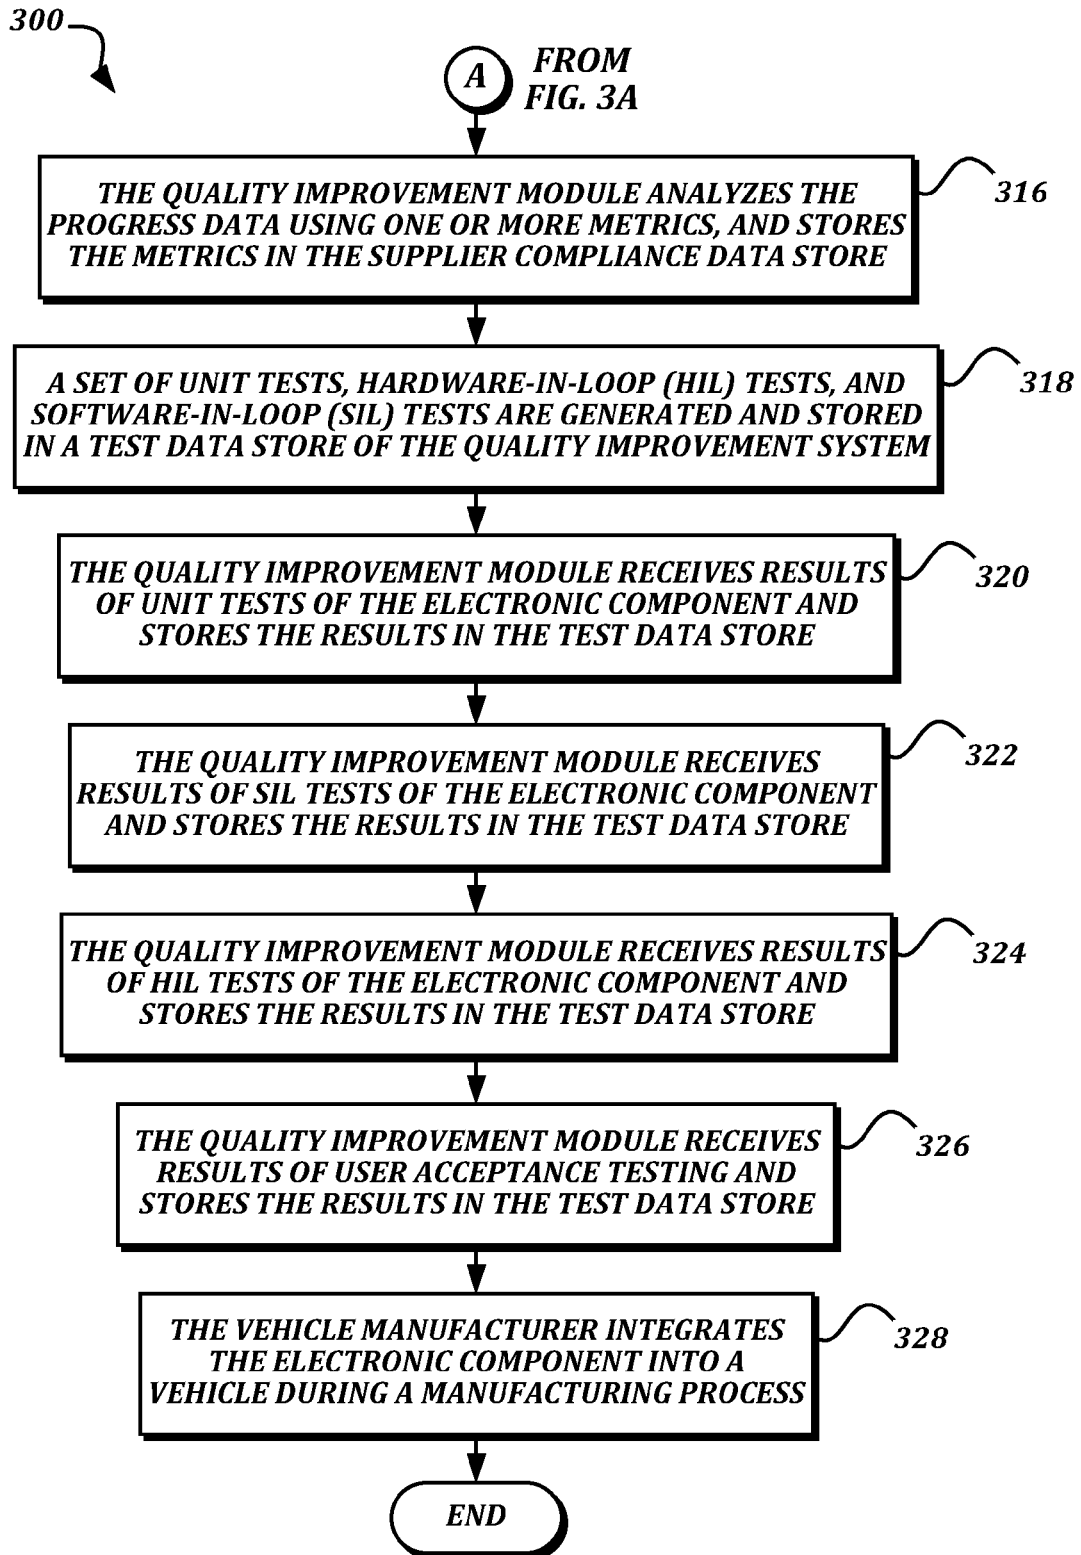 300
A
FROM
FIG. 3A
THE QUALITY IMPROVEMENT MODULE ANALYZES THE
PROGRESS DATA USING ONE OR MORE METRICS, AND STORES
THE METRICS IN THE SUPPLIER COMPLIANCE DATA STORE
316
A SET OF UNIT TESTS, HARDWARE-IN-LOOP (HIL) TESTS, AND
SOFTWARE-IN-LOOP (SIL) TESTS ARE GENERATED AND STORED
IN A TEST DATA STORE OF THE QUALITY IMPROVEMENT SYSTEM
318
THE QUALITY IMPROVEMENT MODULE RECEIVES RESULTS
OF UNIT TESTS OF THE ELECTRONIC COMPONENT AND
STORES THE RESULTS IN THE TEST DATA STORE
320
THE QUALITY IMPROVEMENT MODULE RECEIVES
RESULTS OF SIL TESTS OF THE ELECTRONIC COMPONENT
AND STORES THE RESULTS IN THE TEST DATA STORE
322
THE QUALITY IMPROVEMENT MODULE RECEIVES RESULTS
OF HIL TESTS OF THE ELECTRONIC COMPONENT AND
STORES THE RESULTS IN THE TEST DATA STORE
324
THE QUALITY IMPROVEMENT MODULE RECEIVES
RESULTS OF USER ACCEPTANCE TESTING AND
STORES THE RESULTS IN THE TEST DATA STORE
326
THE VEHICLE MANUFACTURER INTEGRATES
THE ELECTRONIC COMPONENT INTO A
VEHICLE DURING A MANUFACTURING PROCESS
328
END